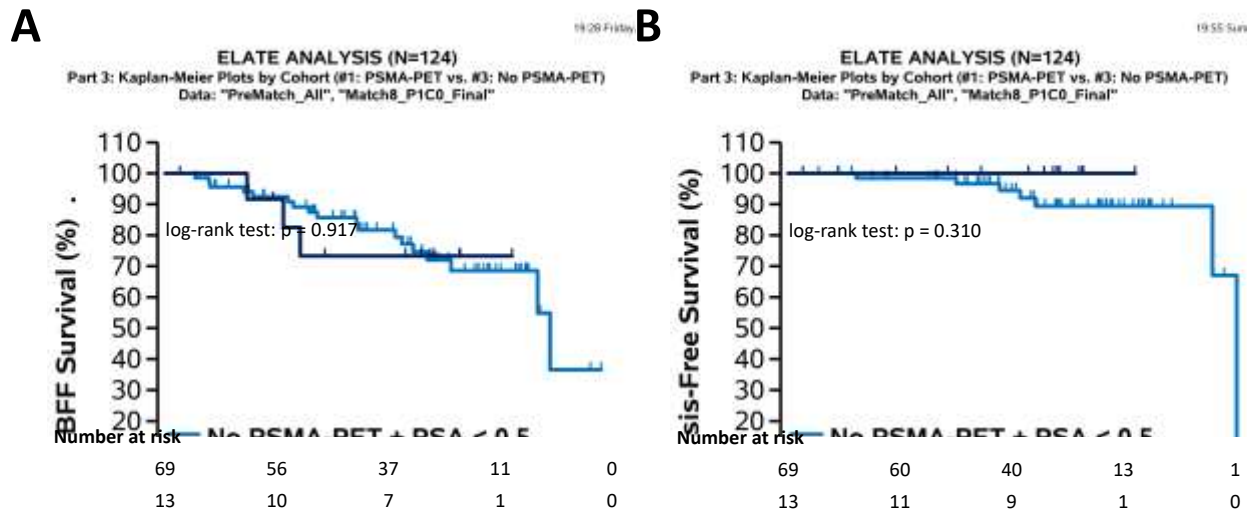 A
19:28 Friday,
ELATE ANALYSIS (N=124)
Part 3: Kaplan-Meier Plots by Cohort (#1: PSMA-PET vs. #3: No PSMA-PET)
Data: "PreMatch_All", "Match8_P1C0_Final"
110
100
90
80
70
60
50
40
30
20
BFF Survival (%) .
log-rank test: p = 0.917
No PSMA-PET + PSA < 0.5
Number at risk
69 56 37 11 0
13 10 7 1 0
B
19:55 Sun
ELATE ANALYSIS (N=124)
Part 3: Kaplan-Meier Plots by Cohort (#1: PSMA-PET vs. #3: No PSMA-PET)
Data: "PreMatch_All", "Match8_P1C0_Final"
110
100
90
80
70
60
50
40
30
20
sis-Free Survival (%)
log-rank test: p = 0.310
No PSMA-PET + PSA < 0.5
Number at risk
69 60 40 13 1
13 11 9 1 0